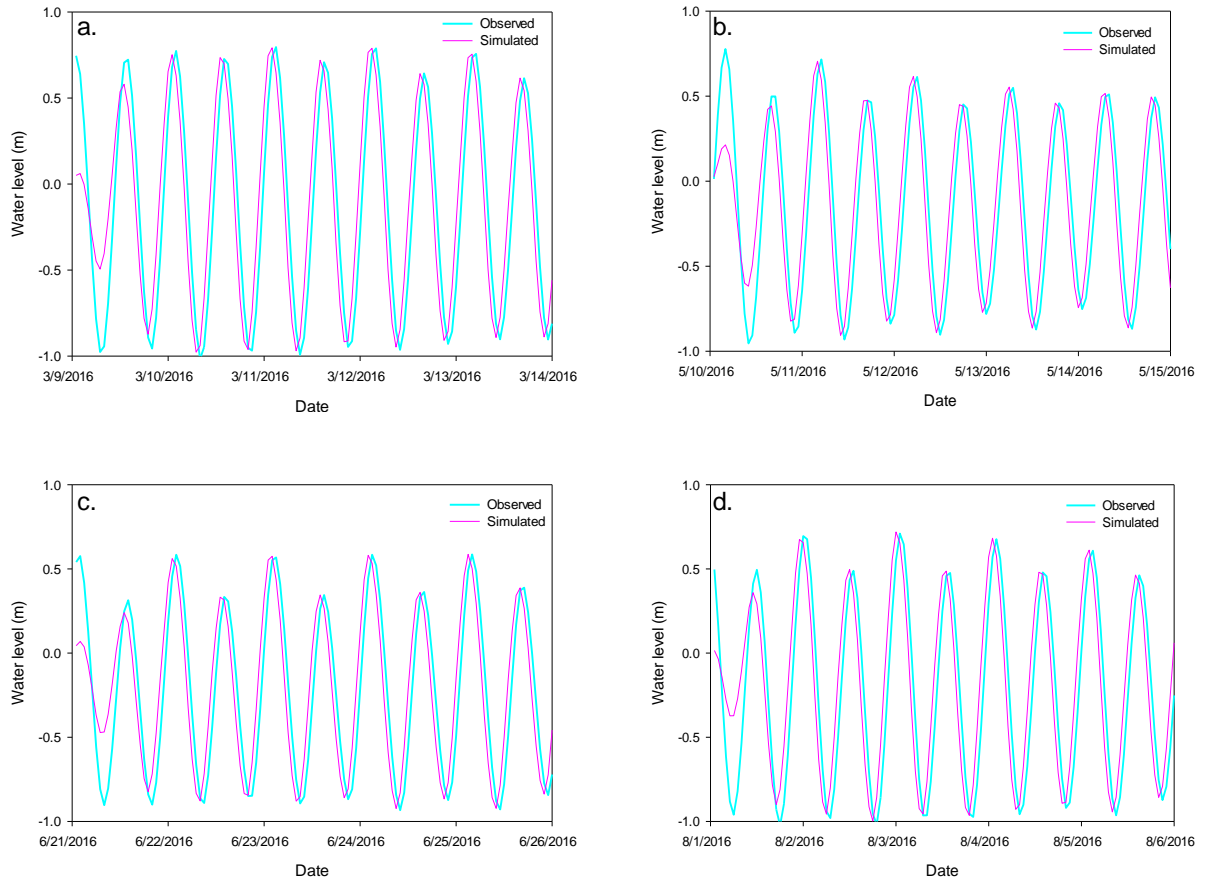 a.
Observed
Simulated
1.0
0.5
0.0
-0.5
-1.0
Water level (m)
3/9/2016 3/10/2016 3/11/2016 3/12/2016 3/13/2016 3/14/2016
Date
b.
Observed
Simulated
1.0
0.5
0.0
-0.5
-1.0
Water level (m)
5/10/2016 5/11/2016 5/12/2016 5/13/2016 5/14/2016 5/15/2016
Date
c.
Observed
Simulated
1.0
0.5
0.0
-0.5
-1.0
Water level (m)
6/21/2016 6/22/2016 6/23/2016 6/24/2016 6/25/2016 6/26/2016
Date
d.
Observed
Simulated
1.0
0.5
0.0
-0.5
-1.0
Water level (m)
8/1/2016 8/2/2016 8/3/2016 8/4/2016 8/5/2016 8/6/2016
Date